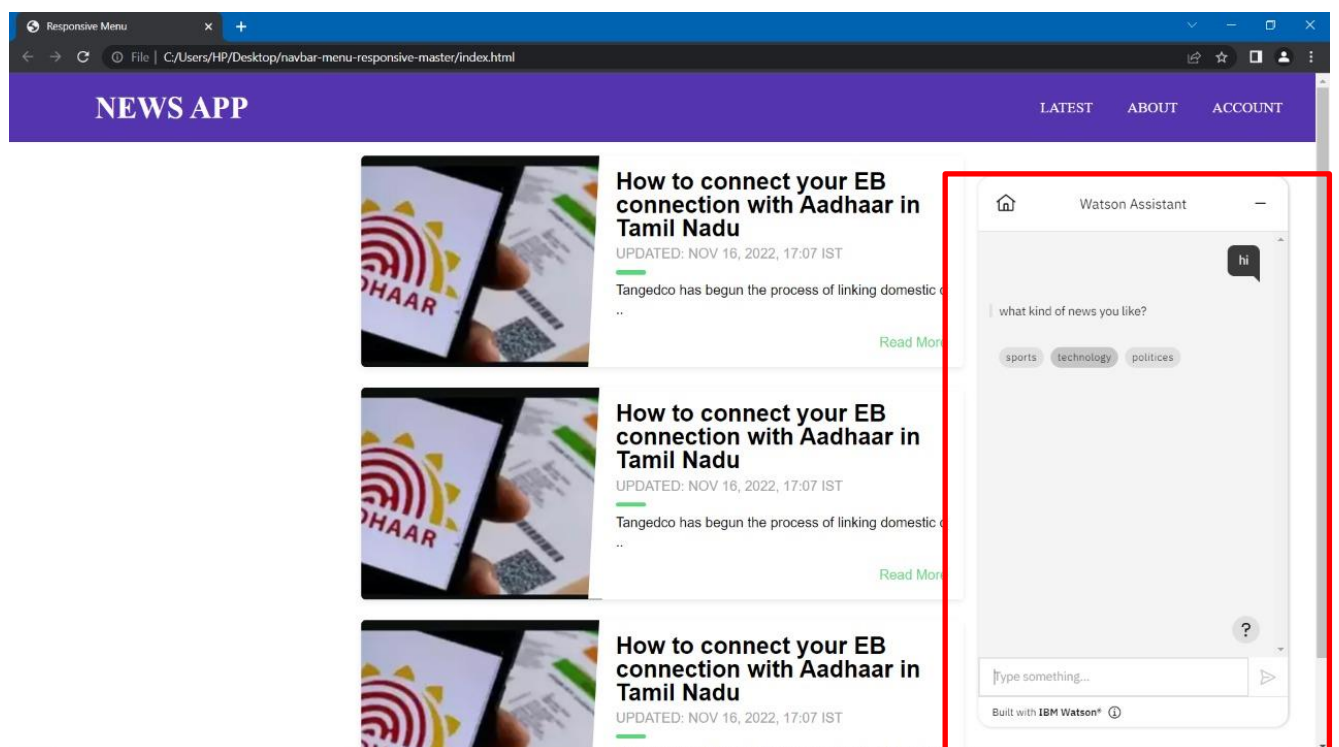 Responsive Menu
File | C:/Users/HP/Desktop/navbar-menu-responsive-master/index.html
NEWS APP
LATEST ABOUT ACCOUNT
How to connect your EB
connection with Aadhaar in
Tamil Nadu
UPDATED: NOV 16, 2022, 17:07 IST
Tangedco has begun the process of linking domestic
..
Read More
DHAAR
How to connect your EB
connection with Aadhaar in
Tamil Nadu
UPDATED: NOV 16, 2022, 17:07 IST
Tangedco has begun the process of linking domestic
..
Read More
DHAAR
How to connect your EB
connection with Aadhaar in
Tamil Nadu
UPDATED: NOV 16, 2022, 17:07 IST
Watson Assistant
hi
what kind of news you like?
sports technology politices
?
Type something...
Built with IBM Watson®